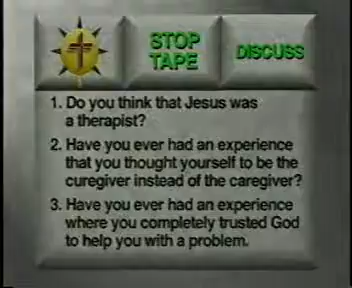 STOP
TAPE
DISCUSS
1. Do you think that Jesus was
a therapist?
2. Have you ever had an experience
that you thought yourself to be the
curegiver instead of the caregiver?
3. Have you ever had an experience
where you completely trusted God
to help you with a problem.